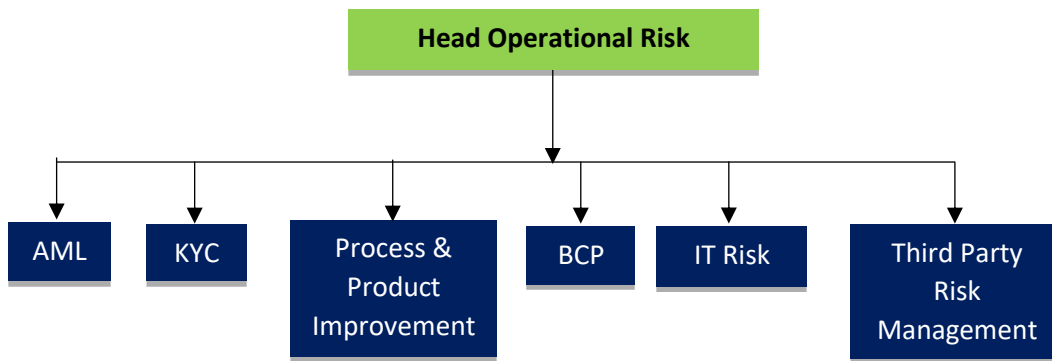 Head Operational Risk
AML
KYC
Process &
Product
Improvement
BCP
IT Risk
Third Party
Risk
Management